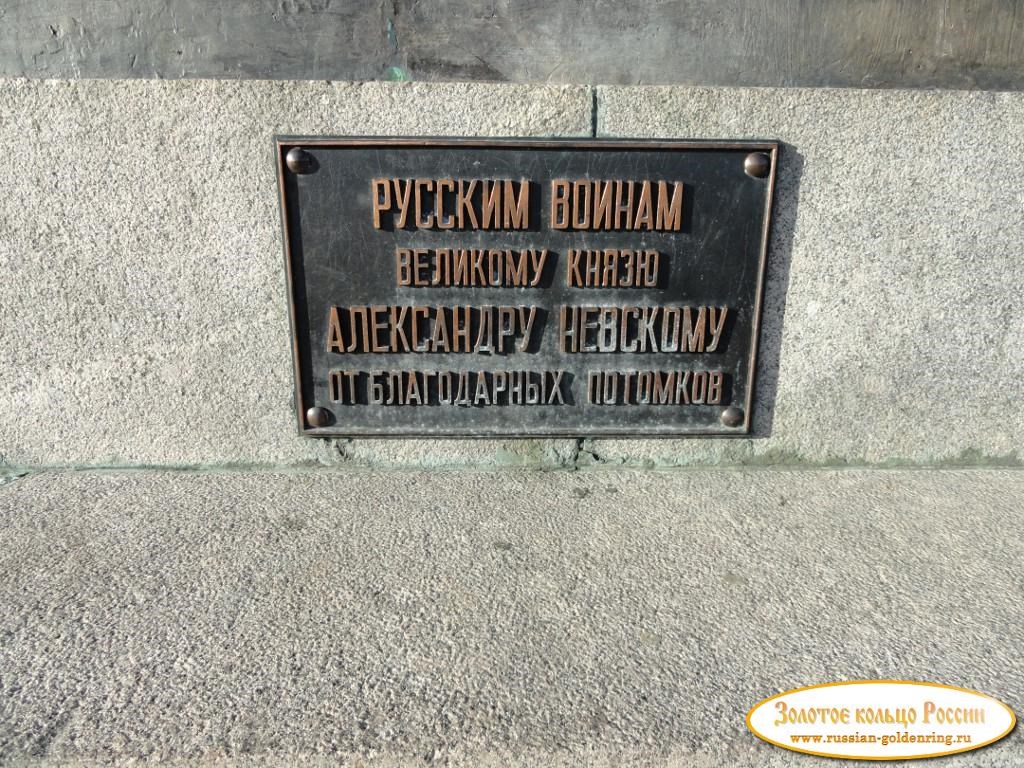 РУССКИМ ВОИНАМ
ВЕЛИКОМУ КНЯЗЮ
АЛЕКСАНДРУ НЕВСКОМУ
ОТ БЛАГОДАРНЫХ ПОТОМКОВ
Золотое кольцо России
www.russian-goldenring.ru